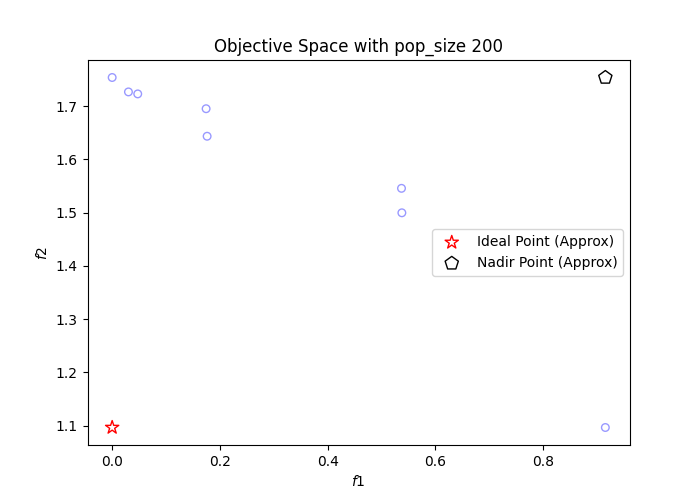 Objective Space with pop_size 200
1.7
1.6
1.5
1.4
1.3
1.2
1.1
f2
Ideal Point (Approx)
Nadir Point (Approx)
0.0 0.2 0.4 0.6 0.8
f1